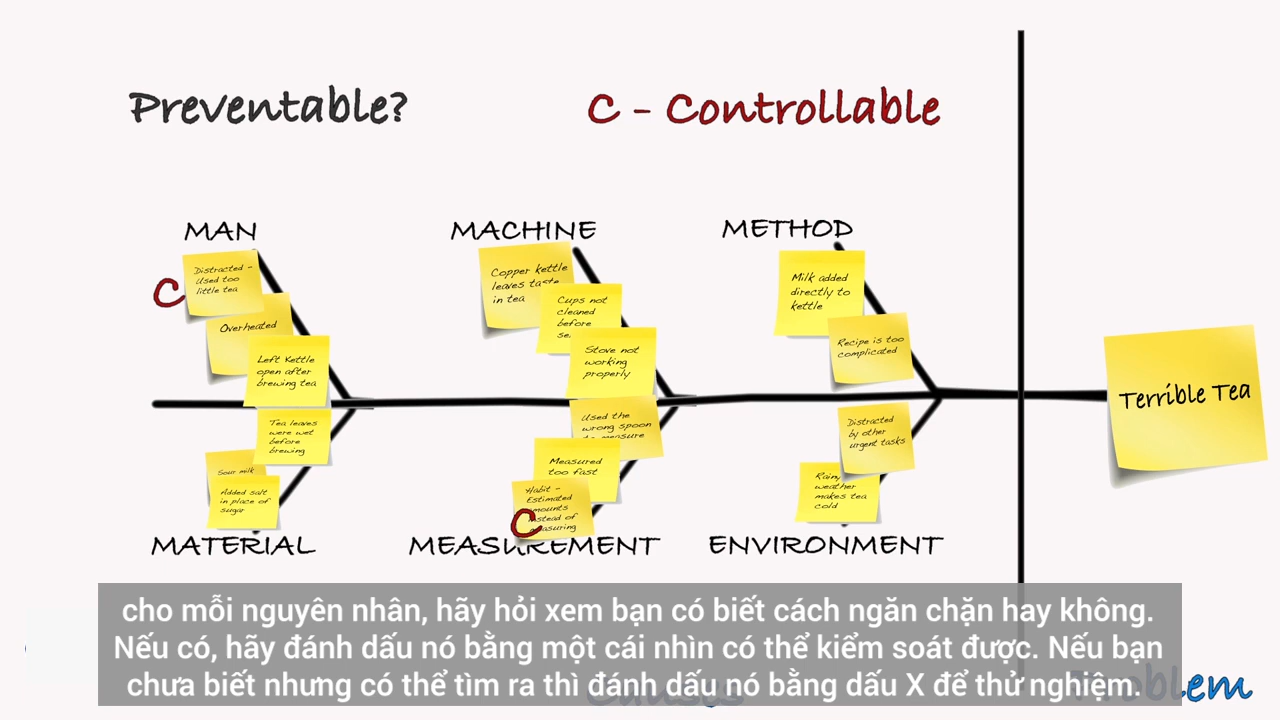 Preventable?
C - Controllable
MAN
MACHINE
METHOD
C
Distracted -
Used too
little tea
Overheated
Left Kettle
open after
brewing tea
Copper kettle
leaves taste
in tea
Cups not
cleaned
before
Stove not
working
properly
Milk added
directly to
kettle
Recipe is too
complicated
Terrible Tea
Tea leaves
were wet
before
brewing
Sour milk
Added salt
in place of
sugar
Used the
wrong spoon
to measure
Measured
too fast
Habit -
Estimated
amounts
instead of
measuring
C
Distracted
by other
urgent tasks
Rainy
weather
makes tea
cold
MATERIAL
MEASUREMENT
ENVIRONMENT
cho mỗi nguyên nhân, hãy hỏi xem bạn có biết cách ngăn chặn hay không.
Nếu có, hãy đánh dấu nó bằng một cái nhìn có thể kiểm soát được. Nếu bạn
chưa biết nhưng có thể tìm ra thì đánh dấu nó bằng dấu X để thử nghiệm.
Causes
Problem